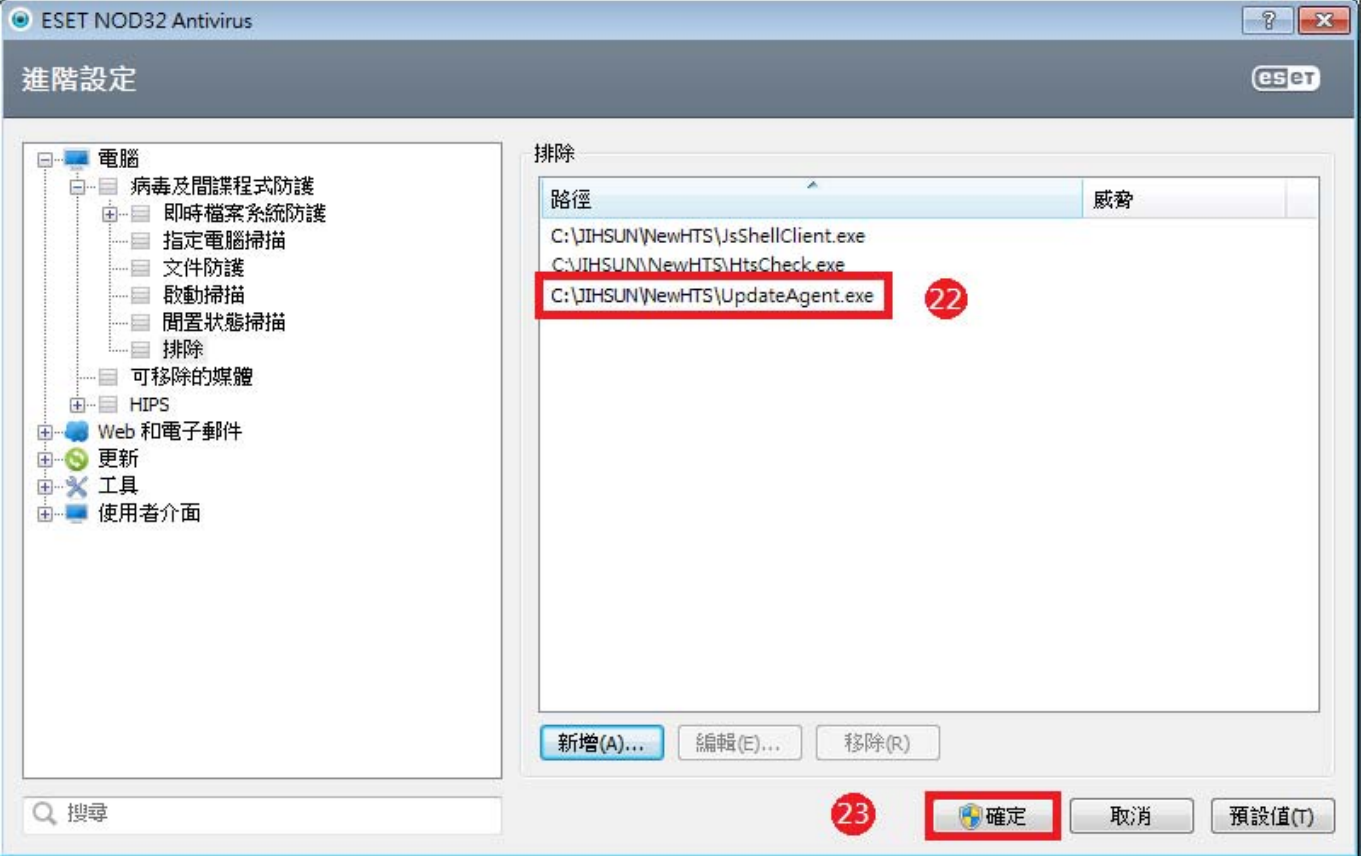 ESET NOD32 Antivirus
進階設定
eseT
電腦
病毒及間諜程式防護
即時檔案系統防護
指定電腦掃描
文件防護
啟動掃描
閒置狀態掃描
排除
可移除的媒體
HIPS
Web 和電子郵件
更新
工具
使用者介面
搜尋
排除
路徑 威脅
C:\JIHSUN\NewHTS\JsShellClient.exe
C:\JIHSUN\NewHTS\HtsCheck.exe
C:\JIHSUN\NewHTS\UpdateAgent.exe 22
新增(A)... 編輯(E)... 移除(R)
23 確定 取消 預設值(T)